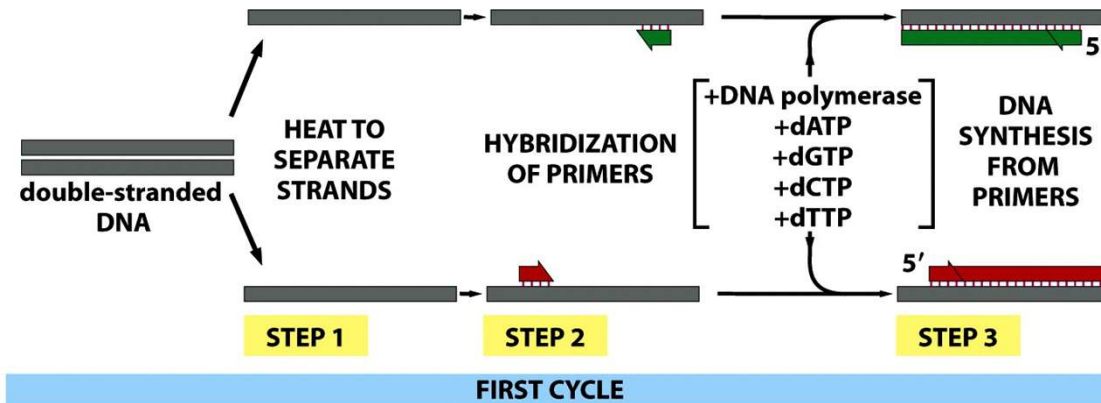 5
+DNA polymerase
+dATP
+dGTP
+dCTP
+dTTP
HEAT TO
SEPARATE
STRANDS
HYBRIDIZATION
OF PRIMERS
DNA
SYNTHESIS
FROM
PRIMERS
double-stranded
DNA
5′
STEP 1
STEP 2
STEP 3
FIRST CYCLE